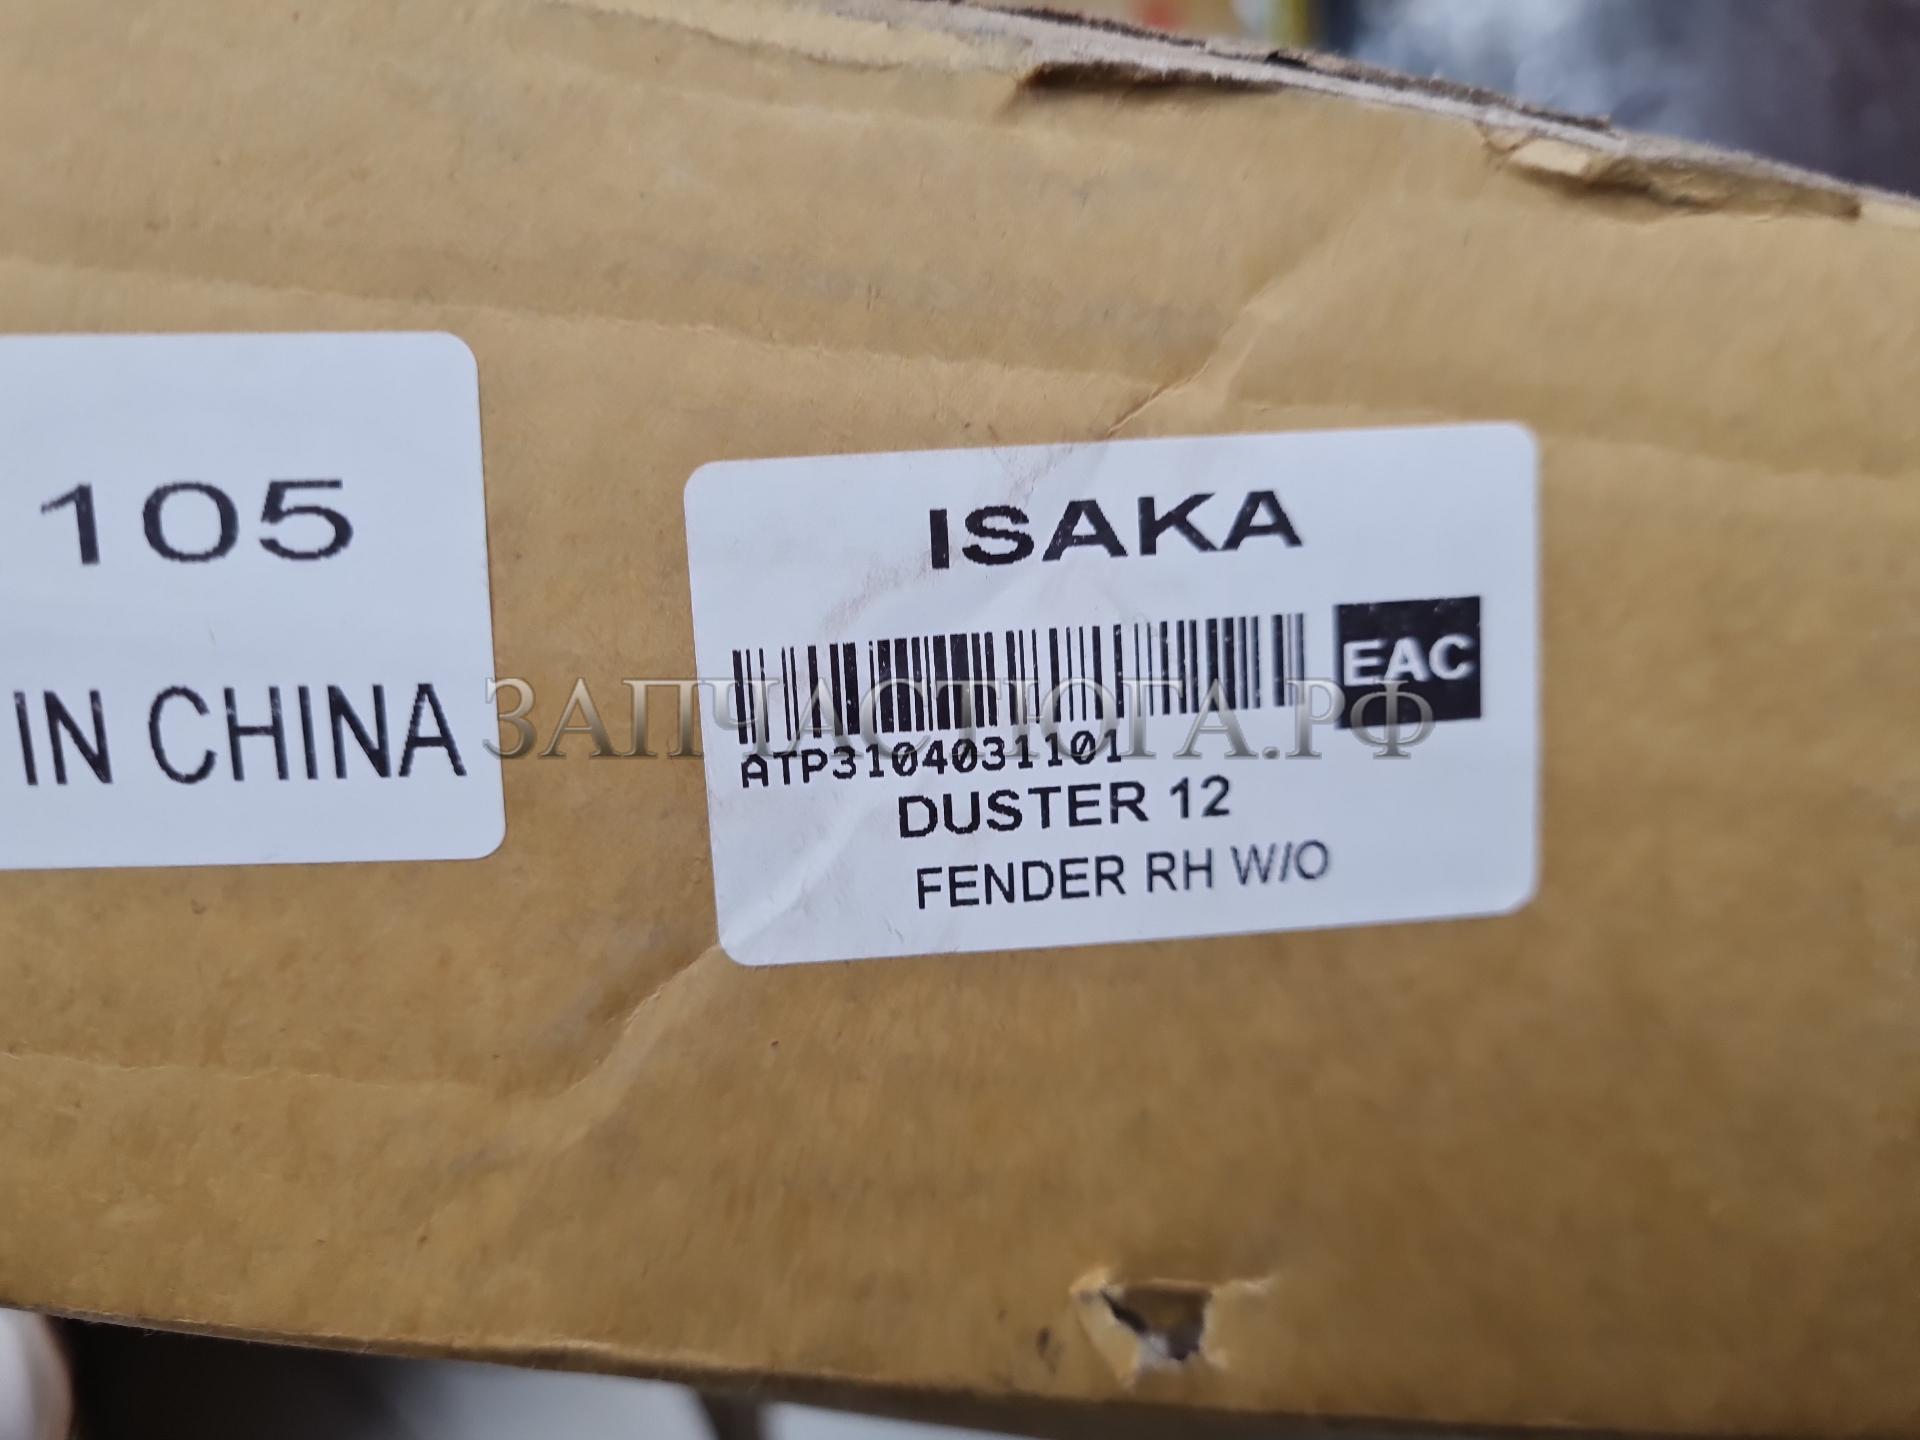 105
IN CHINA
ISAKA
EAC
ЗАПЧАСТЮГА.РФ
ATP3104031101
DUSTER 12
FENDER RH W/O